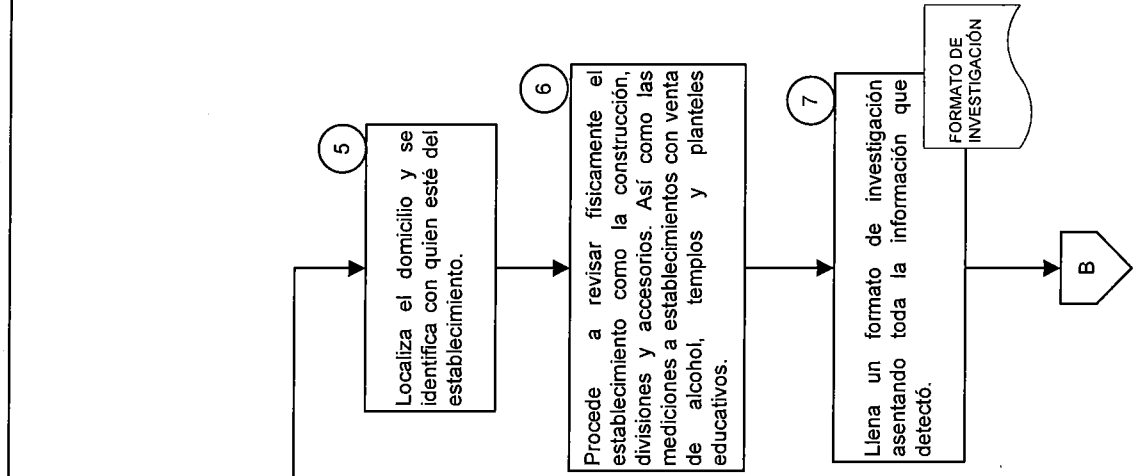 5
Localiza el domicilio y se
identifica con quien esté del
establecimiento.
6
Procede a revisar físicamente el
establecimiento como la construcción,
divisiones y accesorios. Así como las
mediciones a establecimientos con venta
de alcohol, templos y planteles
educativos.
7
Llena un formato de investigación
asentando toda la información que
detectó.
FORMATO DE
INVESTIGACIÓN
B